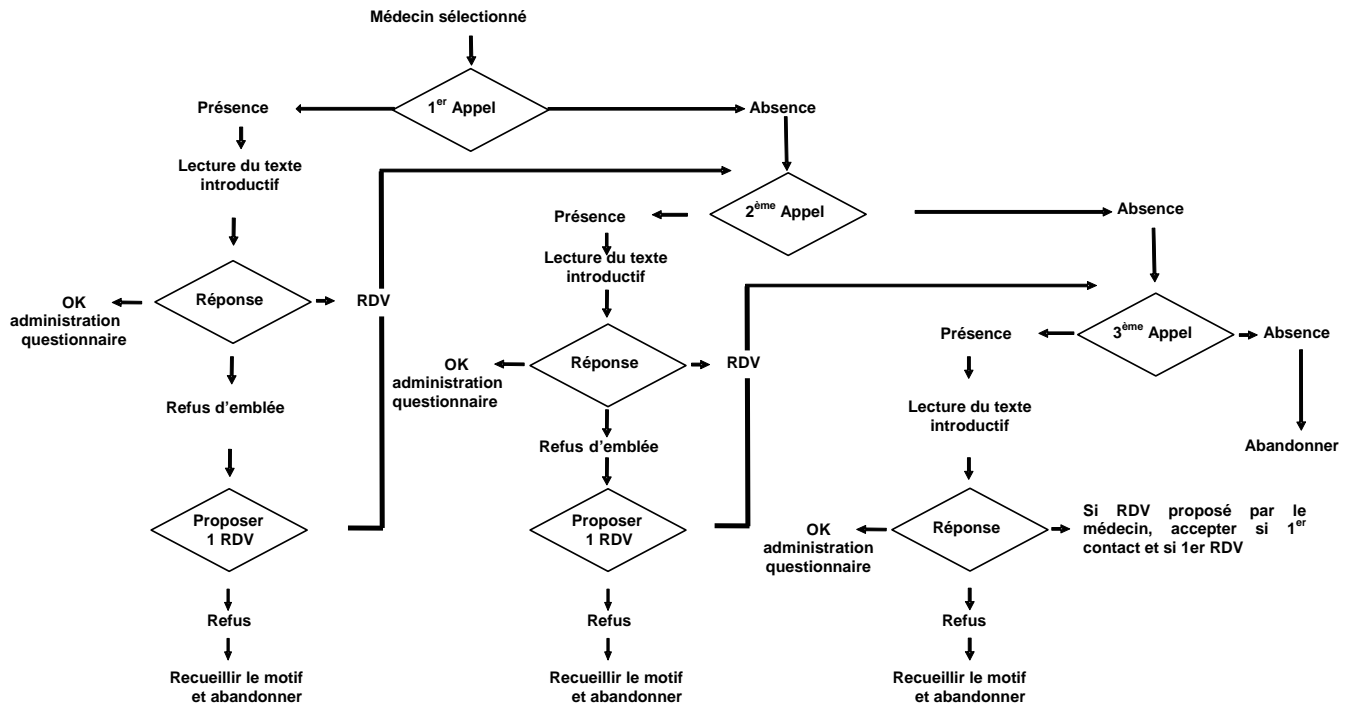 Médecin sélectionné
1er Appel
Présence
Absence
Lecture du texte
introductif
2ème Appel
Présence
Absence
Lecture du texte
introductif
Réponse
RDV
OK
administration
questionnaire
3ème Appel
Présence
Absence
Réponse
RDV
OK
administration
questionnaire
Refus d'emblée
Lecture du texte
introductif
Refus d'emblée
Abandonner
Proposer
1 RDV
Proposer
1 RDV
Réponse
Si RDV proposé par le
médecin, accepter si 1er
contact et si 1er RDV
OK
administration
questionnaire
Refus
Refus
Refus
Recueillir le motif
et abandonner
Recueillir le motif
et abandonner
Recueillir le motif
et abandonner